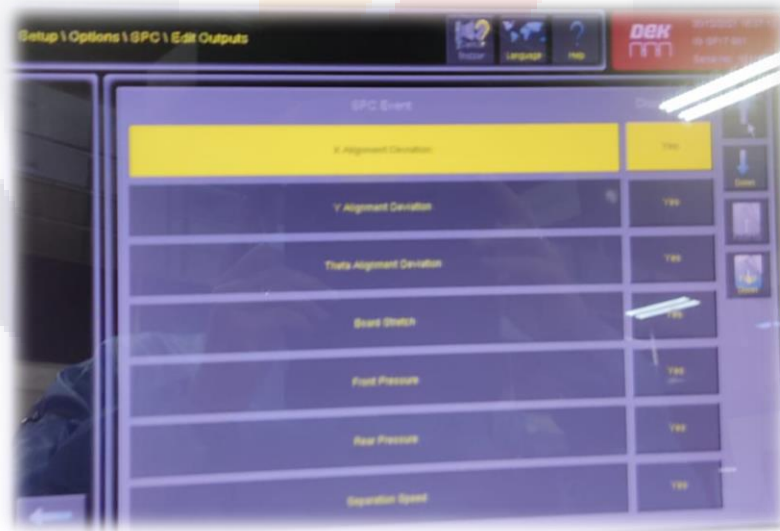 Setup \ Options \ SPC \ Edit Outputs
Language
Help
DEK
SPC Event
X Alignment Deviation
Yes
Y Alignment Deviation
Yes
Theta Alignment Deviation
Yes
Board Stretch
Yes
Front Pressure
Yes
Rear Pressure
Yes
Separation Speed
Yes
Down